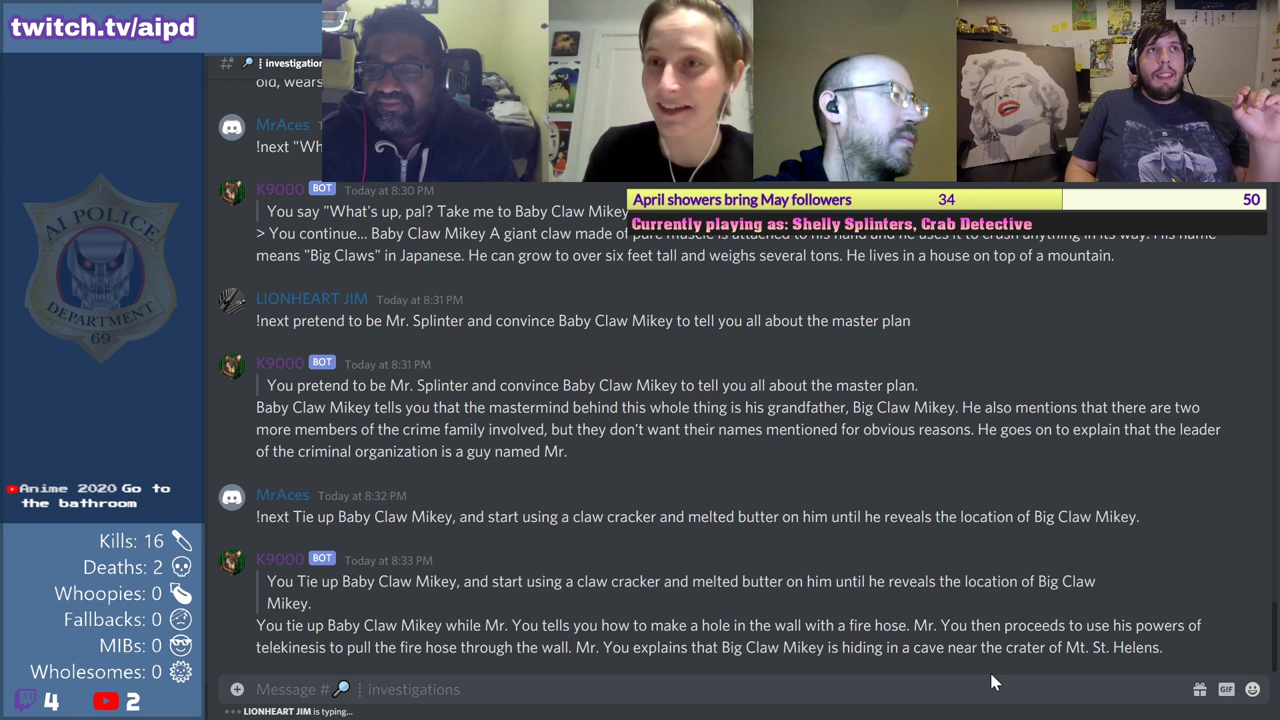 twitch.tv/aipd
# 🔎 ⋮ investigation
old, wears
MrAces
!next "Wh
K9000 BOT Today at 8:30 PM
You say "What's up, pal? Take me to Baby Claw Mikey
> You continue... Baby Claw Mikey A giant claw made of pure muscle is attached to his hand and he uses it to crush anything in its way. His name
means "Big Claws" in Japanese. He can grow to over six feet tall and weighs several tons. He lives in a house on top of a mountain.
April showers bring May followers 34 50
Currently playing as: Shelly Splinters, Crab Detective
LIONHEART JIM Today at 8:31 PM
!next pretend to be Mr. Splinter and convince Baby Claw Mikey to tell you all about the master plan
K9000 BOT Today at 8:31 PM
You pretend to be Mr. Splinter and convince Baby Claw Mikey to tell you all about the master plan.
Baby Claw Mikey tells you that the mastermind behind this whole thing is his grandfather, Big Claw Mikey. He also mentions that there are two
more members of the crime family involved, but they don't want their names mentioned for obvious reasons. He goes on to explain that the leader
of the criminal organization is a guy named Mr.
MrAces Today at 8:32 PM
!next Tie up Baby Claw Mikey, and start using a claw cracker and melted butter on him until he reveals the location of Big Claw Mikey.
K9000 BOT Today at 8:33 PM
You Tie up Baby Claw Mikey, and start using a claw cracker and melted butter on him until he reveals the location of Big Claw
Mikey.
You tie up Baby Claw Mikey while Mr. You tells you how to make a hole in the wall with a fire hose. Mr. You then proceeds to use his powers of
telekinesis to pull the fire hose through the wall. Mr. You explains that Big Claw Mikey is hiding in a cave near the crater of Mt. St. Helens.
Message # 🔎 ⋮ investigations
GIF
LIONHEART JIM is typing...
AI POLICE
DEPARTMENT
69
Anime 2020 Go to
the bathroom
Kills: 16
Deaths: 2
Whoopies: 0
Fallbacks: 0
MIBs: 0
Wholesomes: 0
4 2